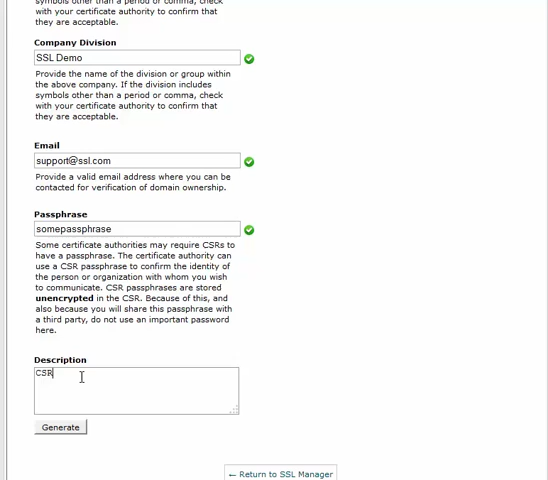 symbols other than a period or comma, check
with your certificate authority to confirm that
they are acceptable.
Company Division
SSL Demo
Provide the name of the division or group within
the above company. If the division includes
symbols other than a period or comma, check
with your certificate authority to confirm that
they are acceptable.
Email
support@ssl.com
Provide a valid email address where you can be
contacted for verification of domain ownership.
Passphrase
somepassphrase
Some certificate authorities may require CSRs to
have a passphrase. The certificate authority can
use a CSR passphrase to confirm the identity of
the person or organization with whom you wish
to communicate. CSR passphrases are stored
unencrypted in the CSR. Because of this, and
also because you will share this passphrase with
a third party, do not use an important password
here.
Description
CSR
Generate
← Return to SSL Manager